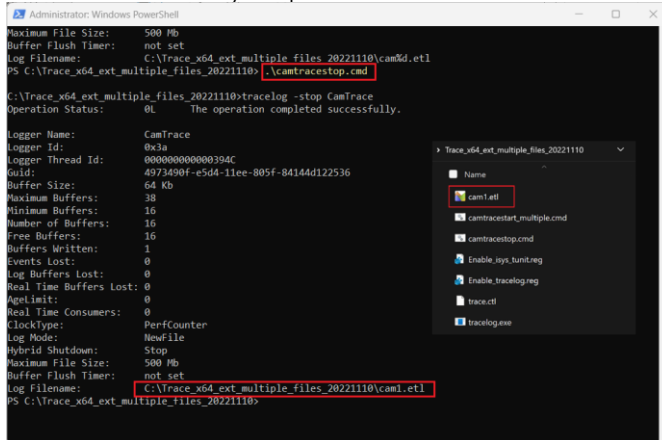 Administrator: Windows PowerShell
Maximum File Size: 500 Mb
Buffer Flush Timer: not set
Log Filename: C:\Trace_x64_ext_multiple_files_20221110\cam%d.etl
PS C:\Trace_x64_ext_multiple_files_20221110> .\camtracestop.cmd
C:\Trace_x64_ext_multiple_files_20221110>tracelog -stop CamTrace
Operation Status: 0L The operation completed successfully.
Logger Name: CamTrace
Logger Id: 0x3a
Logger Thread Id: 000000000000394C
Guid: 4973490f-e5d4-11ee-805f-84144d122536
Buffer Size: 64 Kb
Maximum Buffers: 38
Minimum Buffers: 16
Number of Buffers: 16
Free Buffers: 16
Buffers Written: 1
Events Lost: 0
Log Buffers Lost: 0
Real Time Buffers Lost: 0
AgeLimit: 0
Real Time Consumers: 0
ClockType: PerfCounter
Log Mode: NewFile
Hybrid Shutdown: Stop
Maximum File Size: 500 Mb
Buffer Flush Timer: not set
Log Filename: C:\Trace_x64_ext_multiple_files_20221110\cam1.etl
PS C:\Trace_x64_ext_multiple_files_20221110>
Trace_x64_ext_multiple_files_20221110
Name
cam1.etl
camtracestart_multiple.cmd
camtracestop.cmd
Enable_isys_tunit.reg
Enable_tracelog.reg
trace.ctl
tracelog.exe